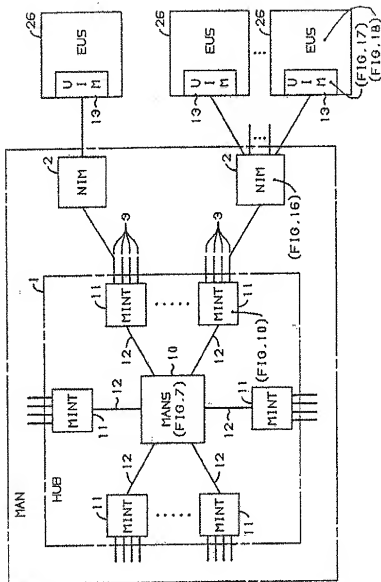 26
EUS
U
I
M
13
26
EUS
U
I
M
13
26
EUS
U
I
M
13
(FIG.17)
(FIG.18)
2
NIM
2
NIM
(FIG.16)
MAN
HUB
1
3
3
MINT
11
MINT
11
(FIG.10)
12
12
MINT
11
12
10
MANS
(FIG.7)
12
MINT
11
12
12
11
MINT
MINT
11